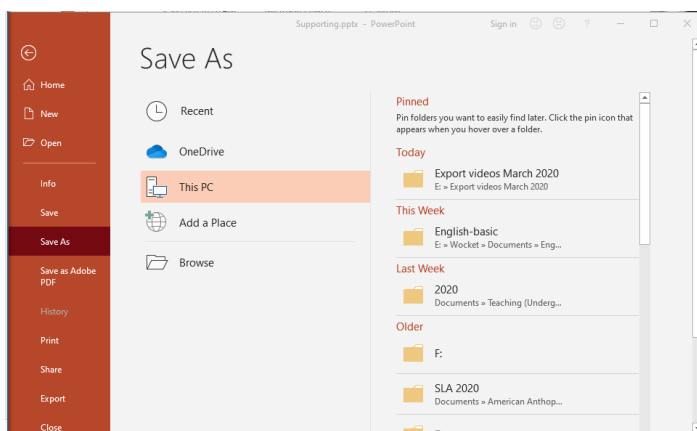 Supporting.pptx - PowerPoint
Sign in
?
Save As
Home
New
Open
Info
Save
Save As
Save as Adobe
PDF
History
Print
Share
Export
Close
Recent
OneDrive
This PC
Add a Place
Browse
Pinned
Pin folders you want to easily find later. Click the pin icon that
appears when you hover over a folder.
Today
Export videos March 2020
E: » Export videos March 2020
This Week
English-basic
E: » Wocket » Documents » Eng...
Last Week
2020
Documents » Teaching (Underg...
Older
F:
SLA 2020
Documents » American Anthop...